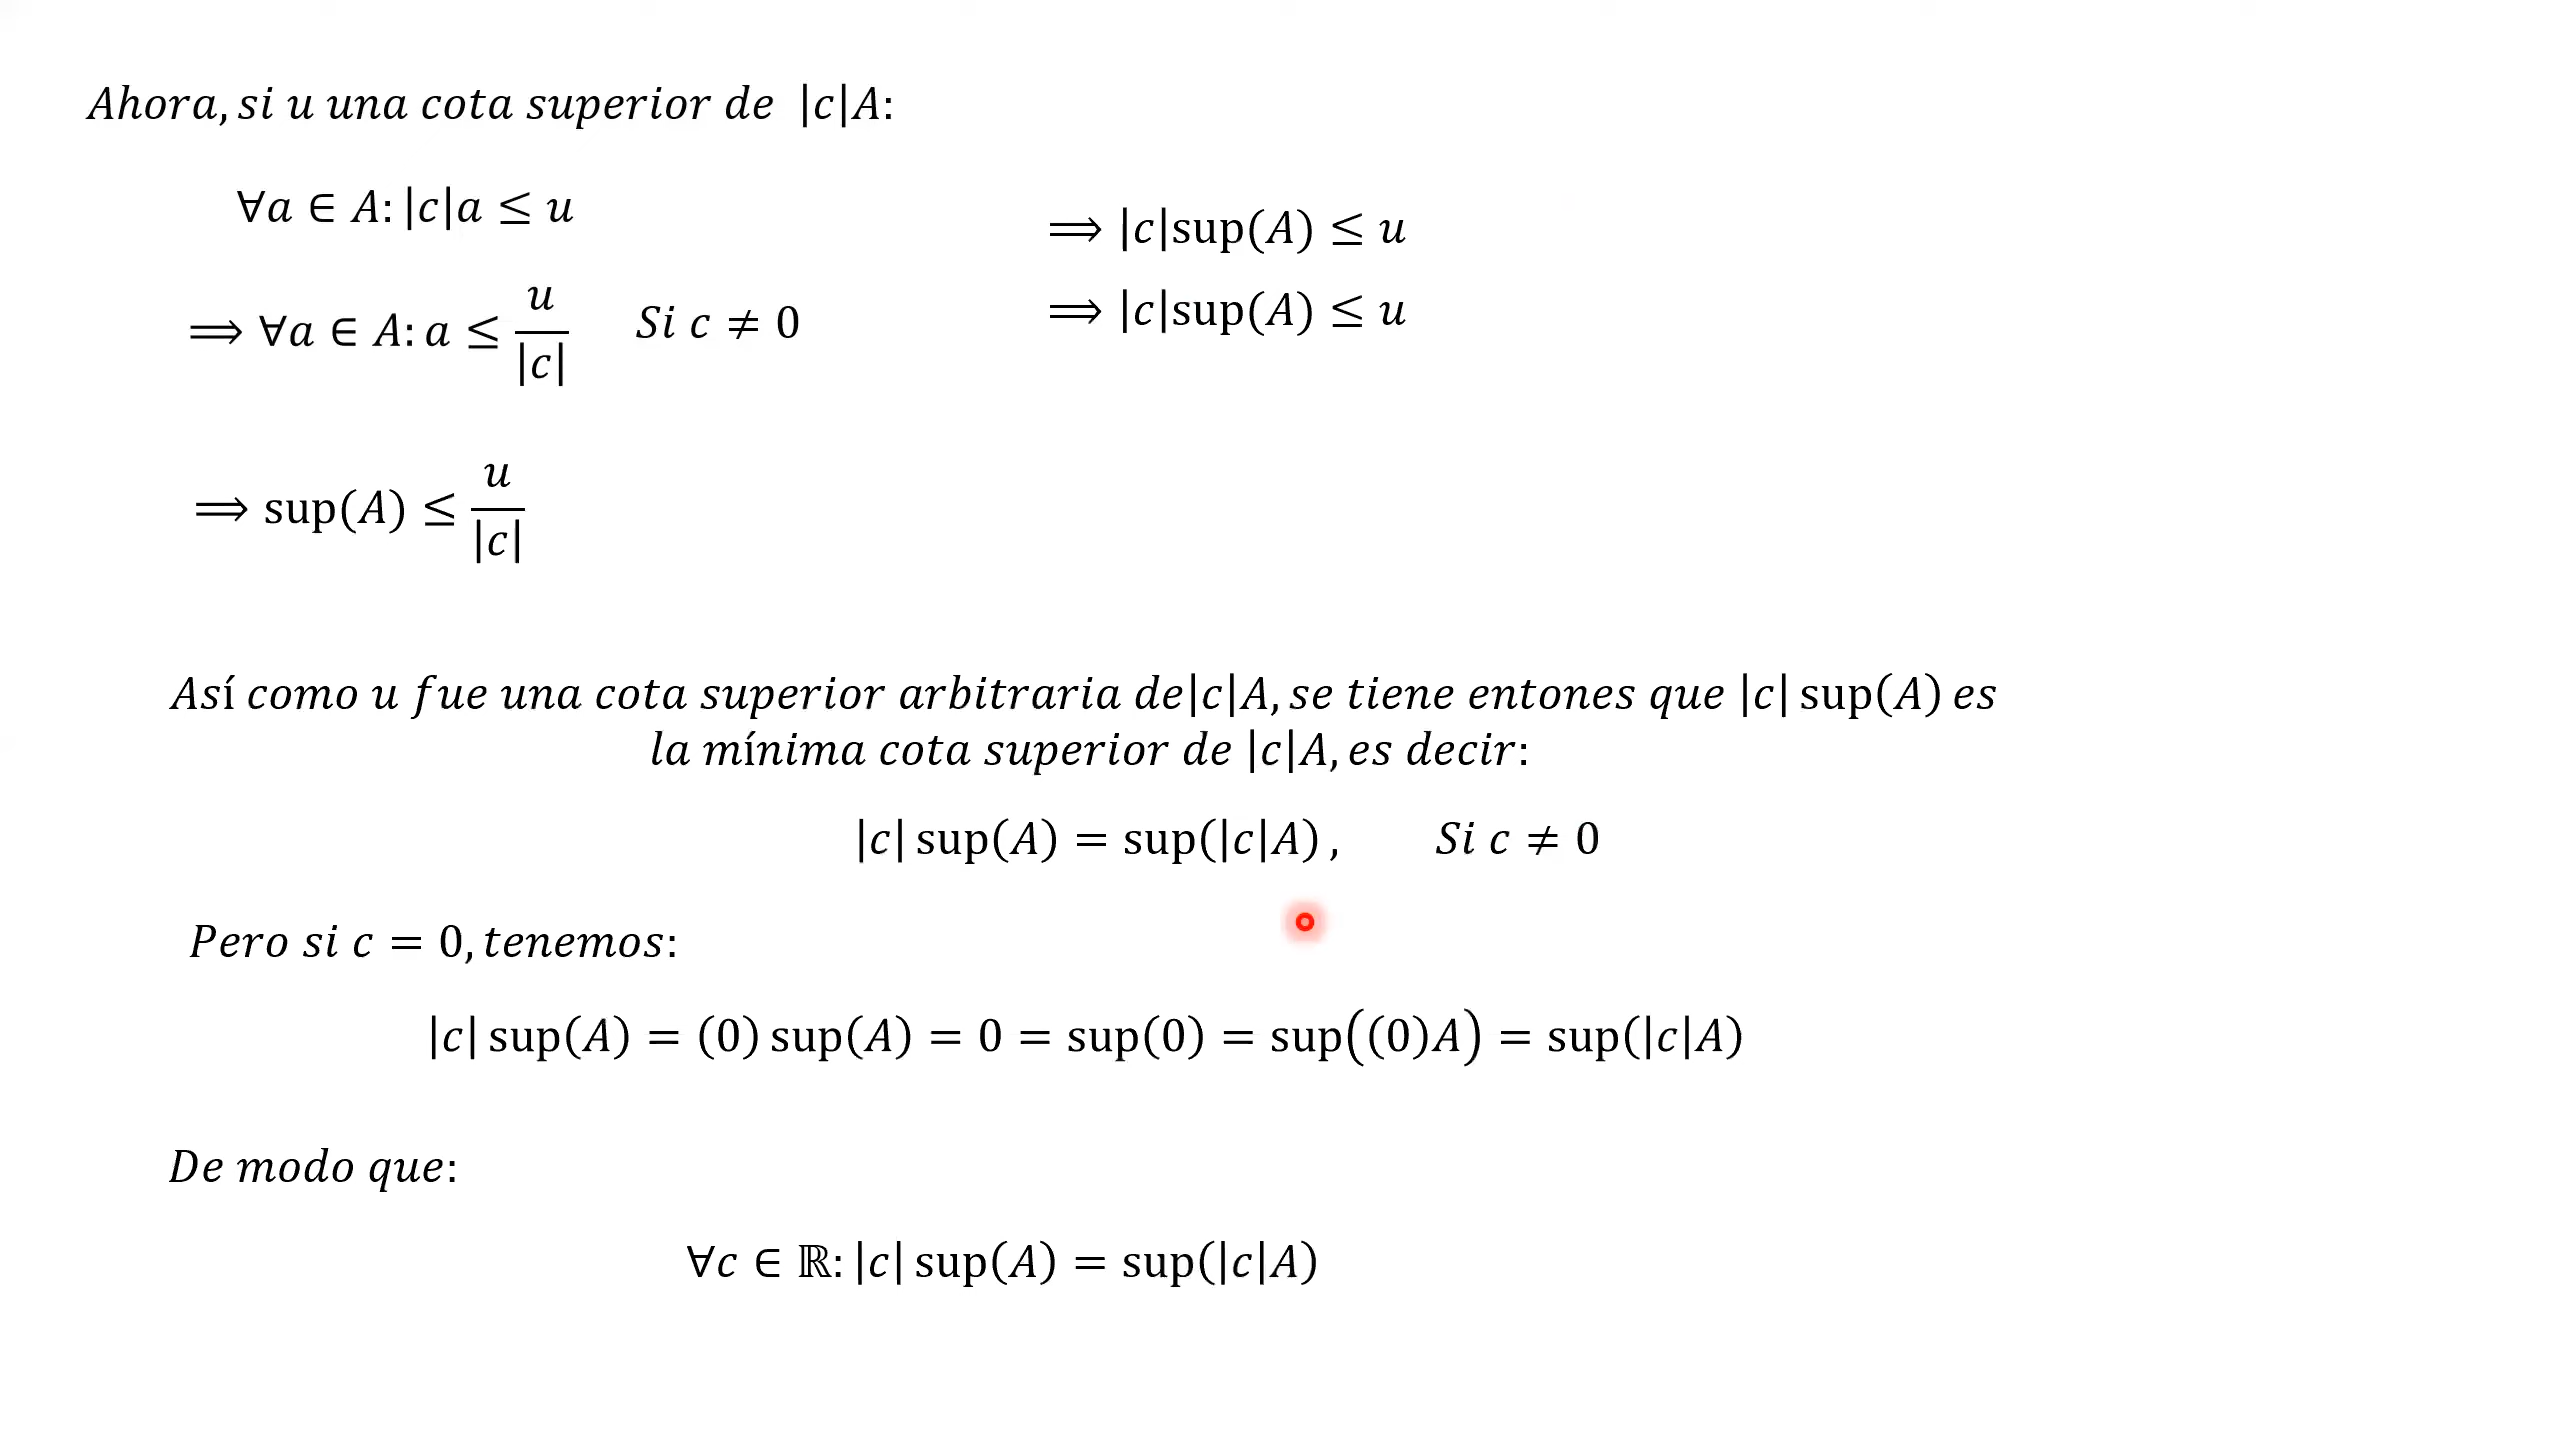 Ahora, si u una cota superior de |c|A:
∀a ∈ A: |c|a ≤ u
⟹ ∀a ∈ A: a ≤ u/|c| Si c ≠ 0
⟹ sup(A) ≤ u/|c|
⟹ |c|sup(A) ≤ u
⟹ |c|sup(A) ≤ u
Así como u fue una cota superior arbitraria de|c|A, se tiene entones que |c| sup(A) es
la mínima cota superior de |c|A, es decir:
|c| sup(A) = sup(|c|A) , Si c ≠ 0
Pero si c = 0, tenemos:
|c| sup(A) = (0) sup(A) = 0 = sup(0) = sup((0)A) = sup(|c|A)
De modo que:
∀c ∈ ℝ: |c| sup(A) = sup(|c|A)